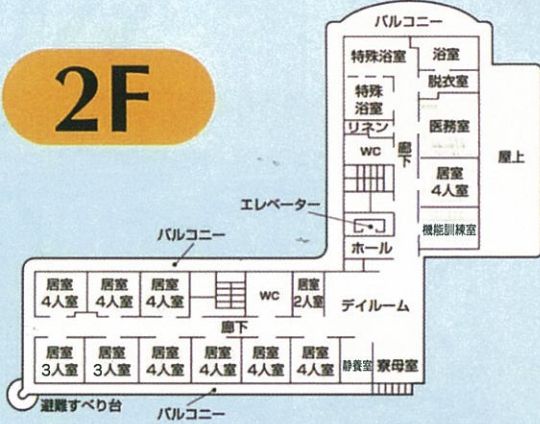 2F
バルコニー
特殊浴室
浴室
脱衣室
特殊
浴室
リネン
医務室
WC
廊下
屋上
居室
4人室
エレベーター
機能訓練室
ホール
バルコニー
居室
4人室
居室
4人室
居室
4人室
WC
居室
2人室
デイルーム
廊下
居室
3人室
居室
3人室
居室
4人室
居室
4人室
居室
4人室
居室
4人室
静養室
寮母室
避難すべり台
バルコニー